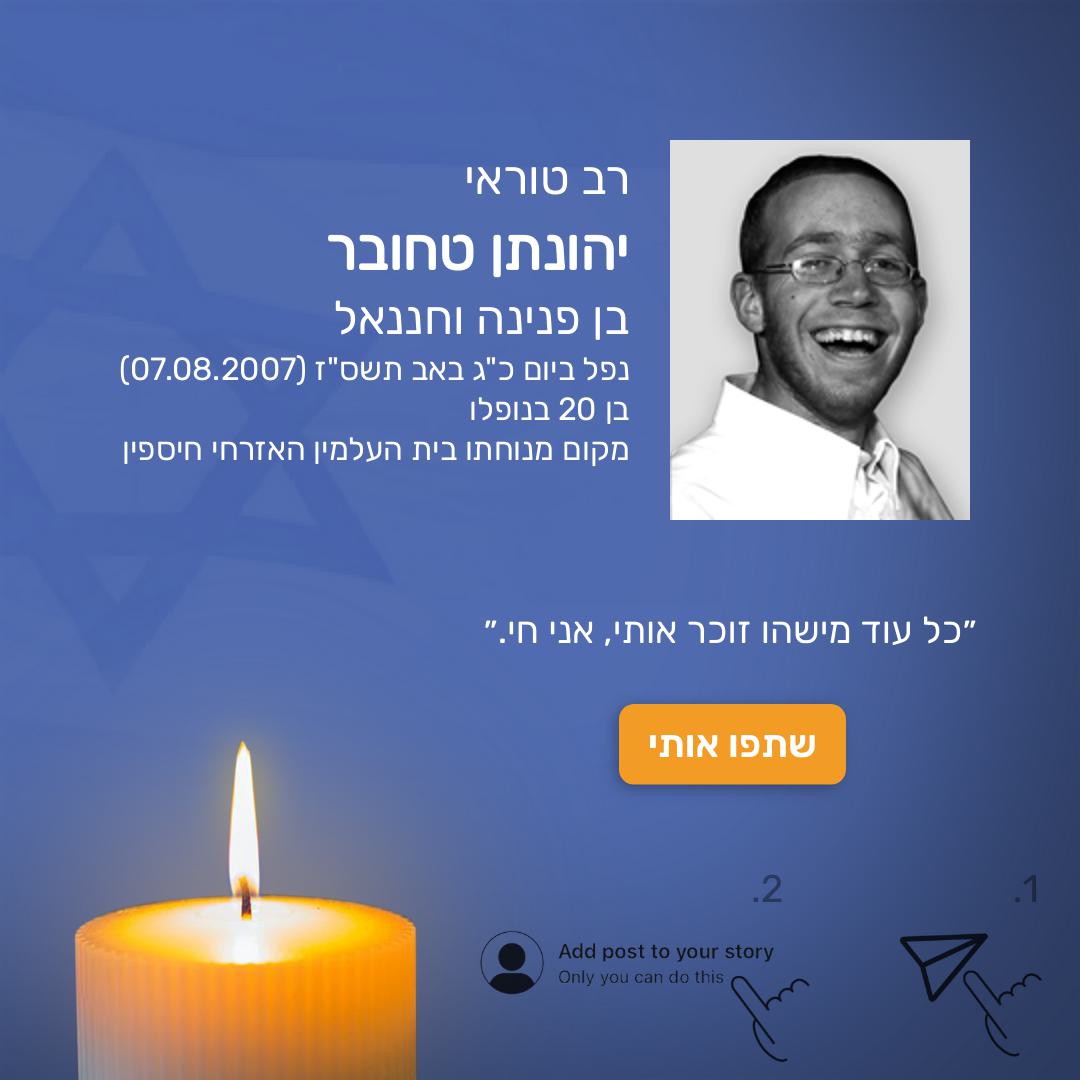 רב טוראי
יהונתן טחובר
בן פנינה וחננאל
נפל ביום כ"ג באב תשס"ז (07.08.2007)
בן 20 בנופלו
מקום מנוחתו בית העלמין האזרחי חיספין
״כל עוד מישהו זוכר אותי, אני חי.״
שתפו אותי
1.
2.
Add post to your story
Only you can do this